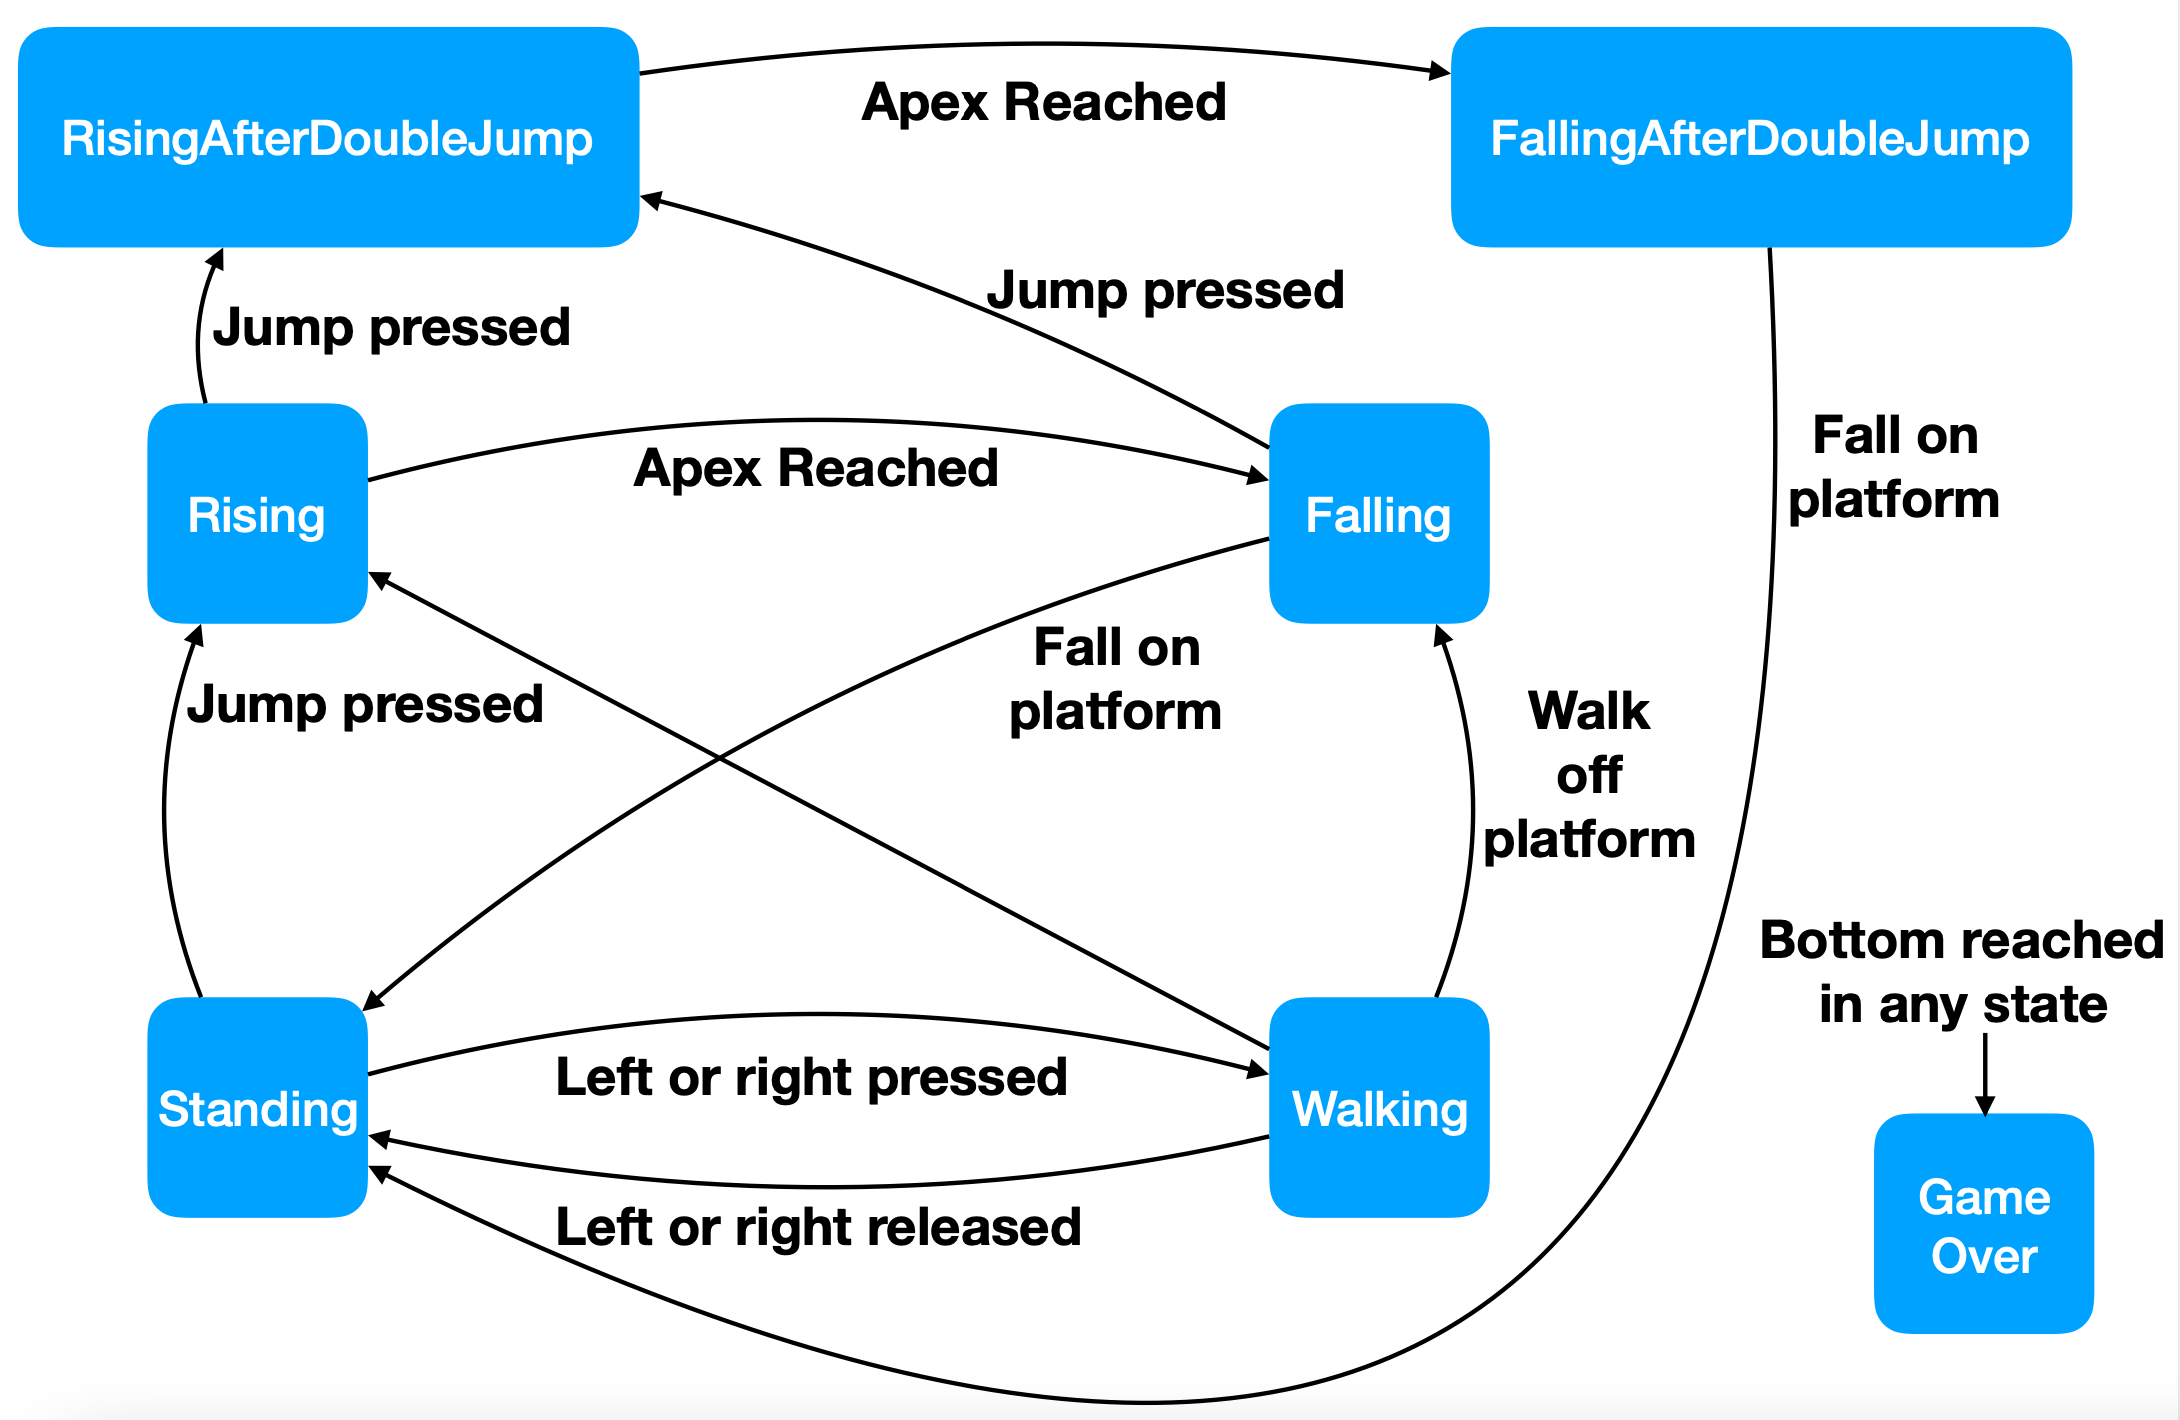 Apex Reached
RisingAfterDoubleJump
FallingAfterDoubleJump
Jump pressed
Jump pressed
Fall on
platform
Apex Reached
Rising
Falling
Fall on
platform
Jump pressed
Walk
off
platform
Bottom reached
in any state
Left or right pressed
Standing
Walking
Left or right released
Game
Over